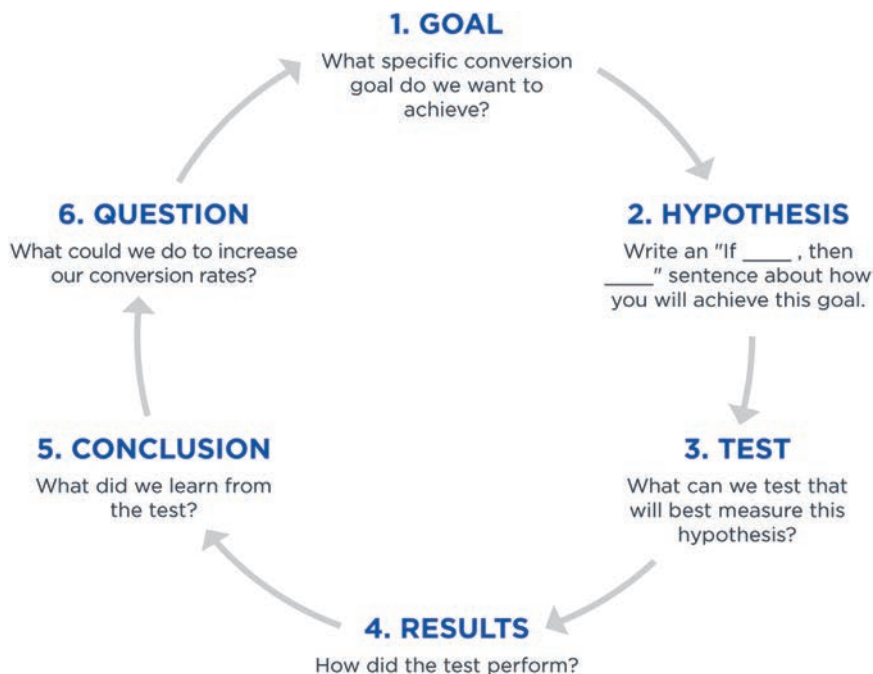 1. GOAL
What specific conversion
goal do we want to
achieve?
2. HYPOTHESIS
Write an "If ____ , then
____" sentence about how
you will achieve this goal.
3. TEST
What can we test that
will best measure this
hypothesis?
4. RESULTS
How did the test perform?
5. CONCLUSION
What did we learn from
the test?
6. QUESTION
What could we do to increase
our conversion rates?